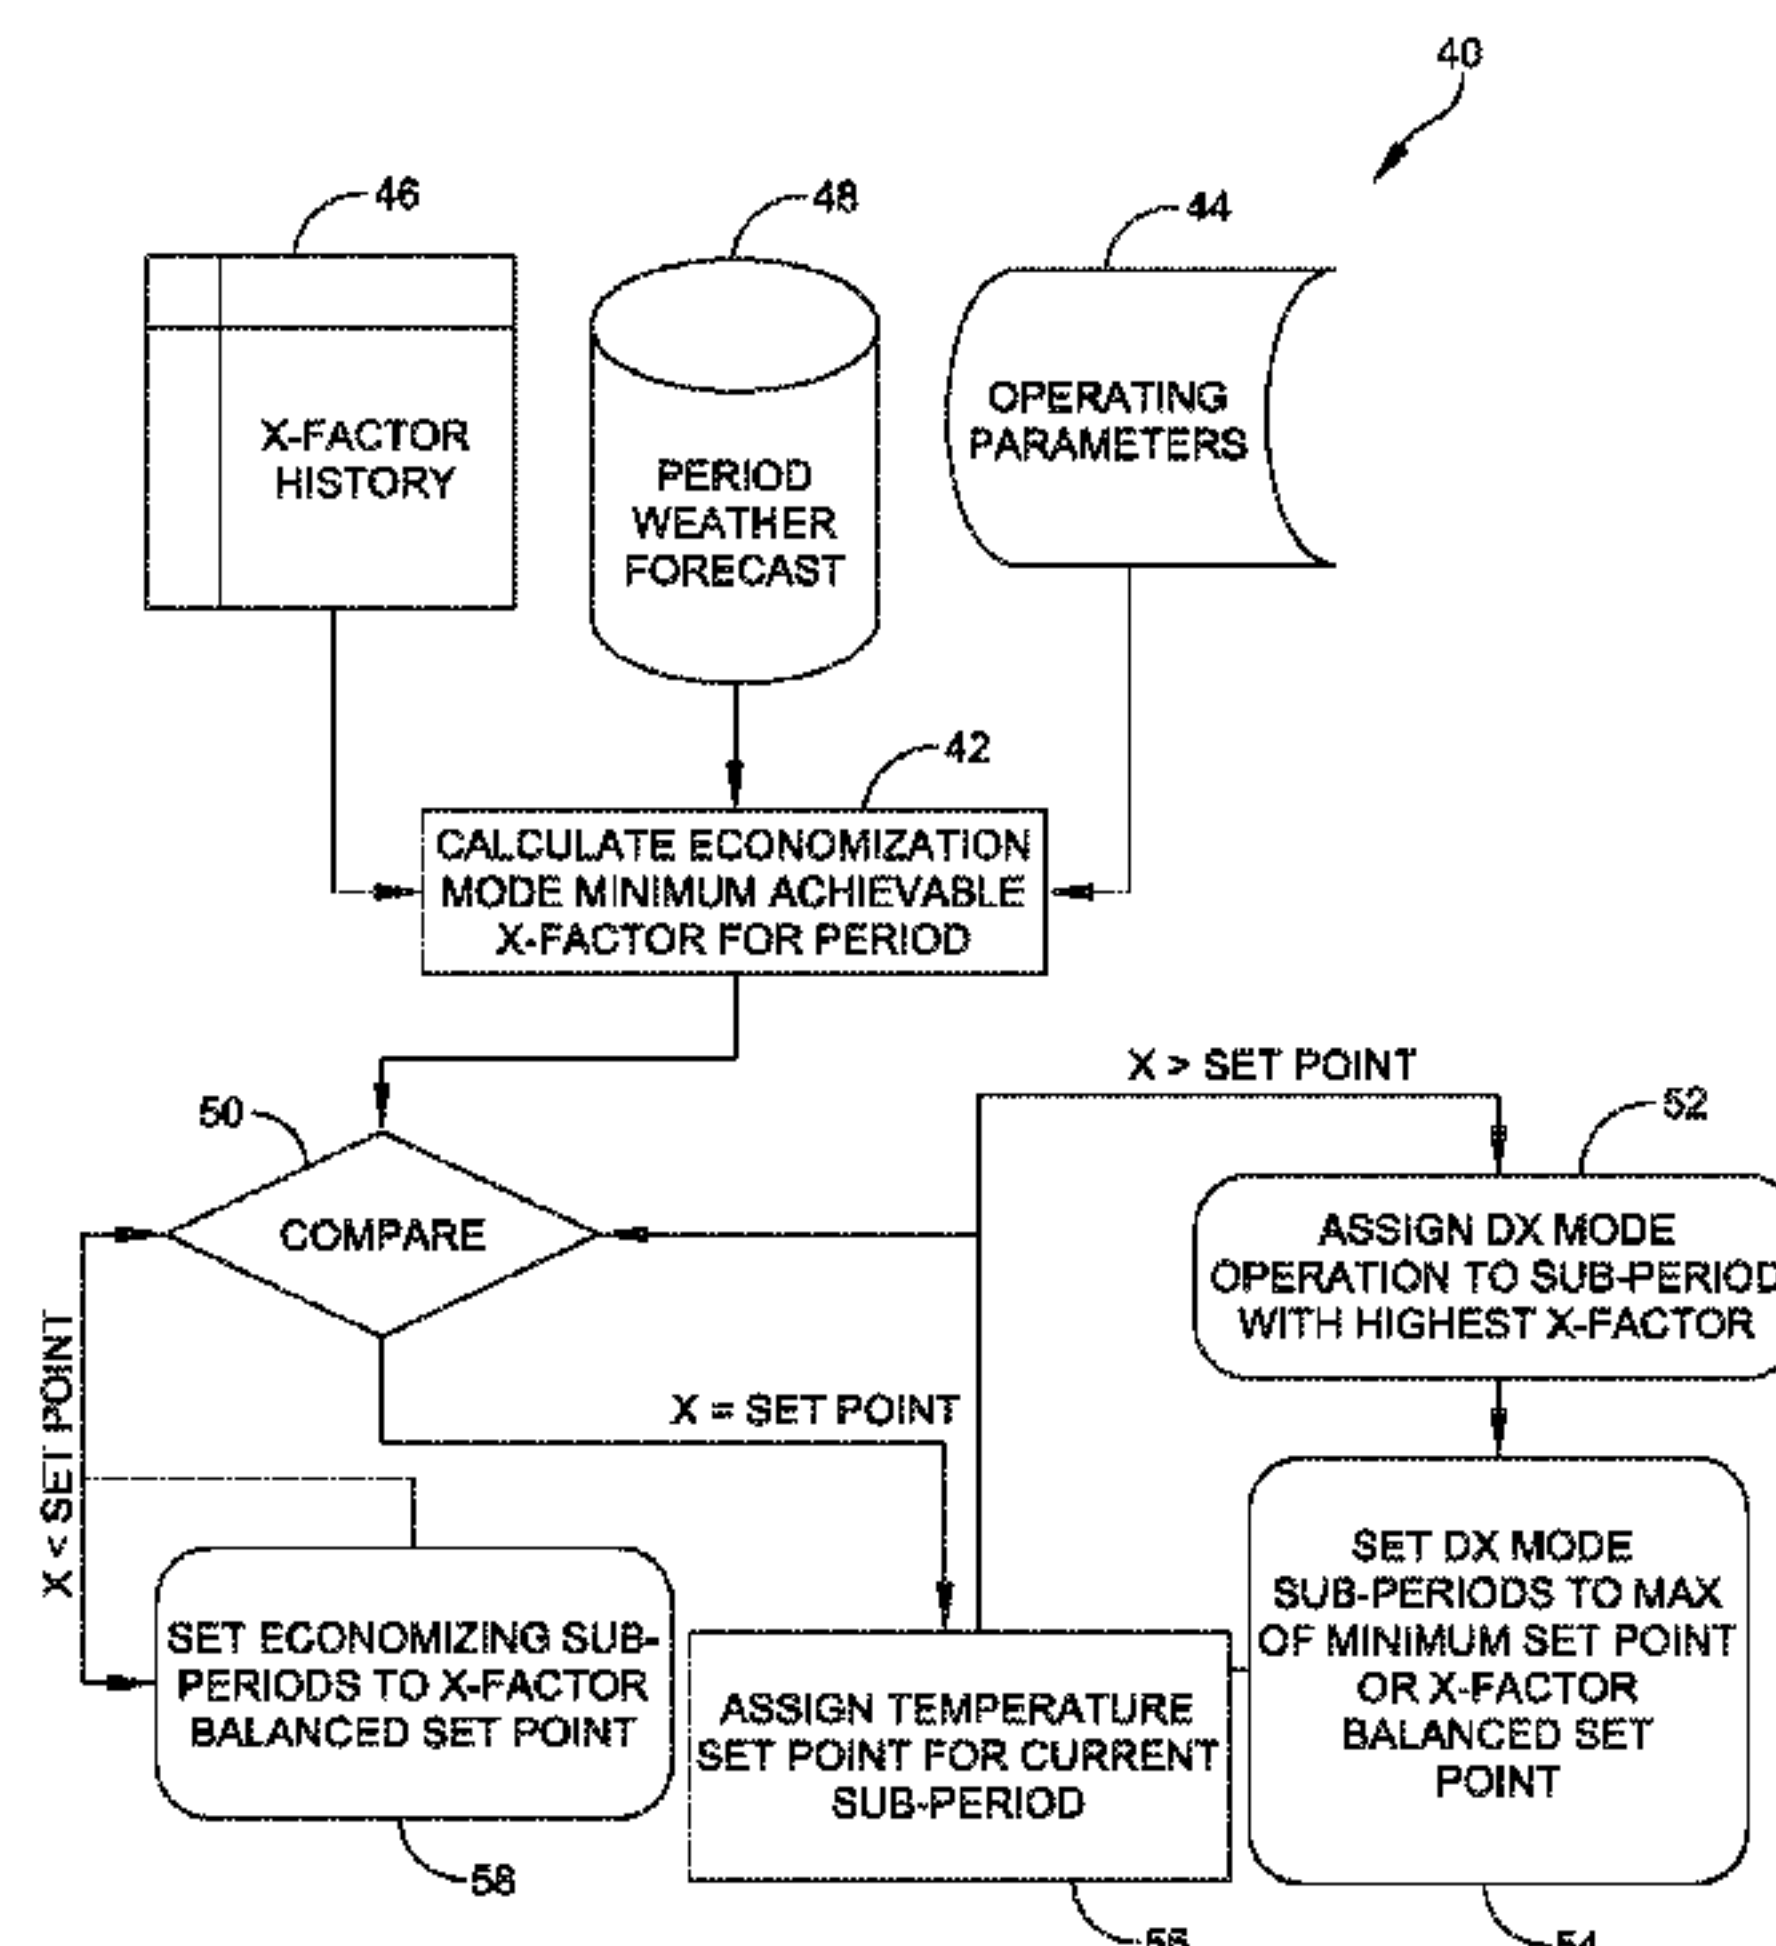 40
46
48
44
X-FACTOR
HISTORY
PERIOD
WEATHER
FORECAST
OPERATING
PARAMETERS
42
CALCULATE ECONOMIZATION
MODE MINIMUM ACHIEVABLE
X-FACTOR FOR PERIOD
X > SET POINT
50
52
COMPARE
ASSIGN DX MODE
OPERATION TO SUB-PERIOD
WITH HIGHEST X-FACTOR
X < SET POINT
X = SET POINT
SET ECONOMIZING SUB-
PERIODS TO X-FACTOR
BALANCED SET POINT
ASSIGN TEMPERATURE
SET POINT FOR CURRENT
SUB-PERIOD
SET DX MODE
SUB-PERIODS TO MAX
OF MINIMUM SET POINT
OR X-FACTOR
BALANCED SET
POINT
58
54